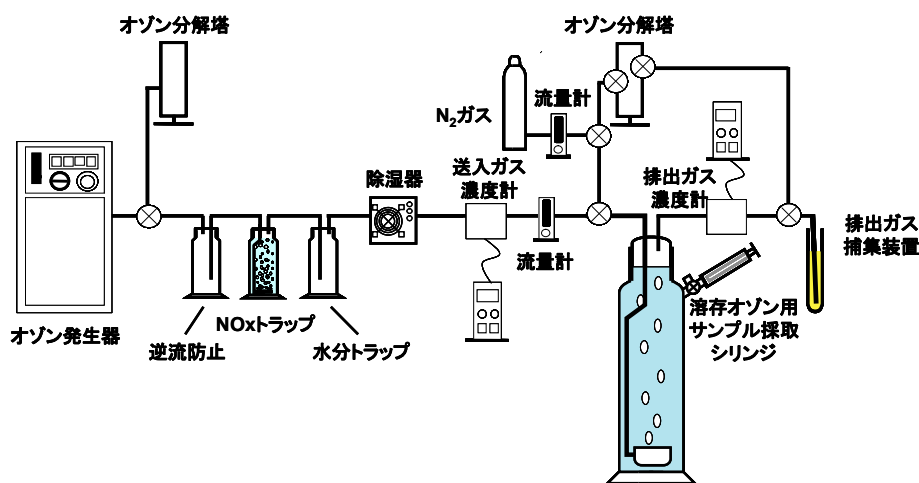 オゾン分解塔
オゾン分解塔
N2ガス
流量計
送入ガス
濃度計
除湿器
排出ガス
濃度計
流量計
排出ガス
捕集装置
オゾン発生器
逆流防止
NOxトラップ
水分トラップ
溶存オゾン用
サンプル採取
シリンジ